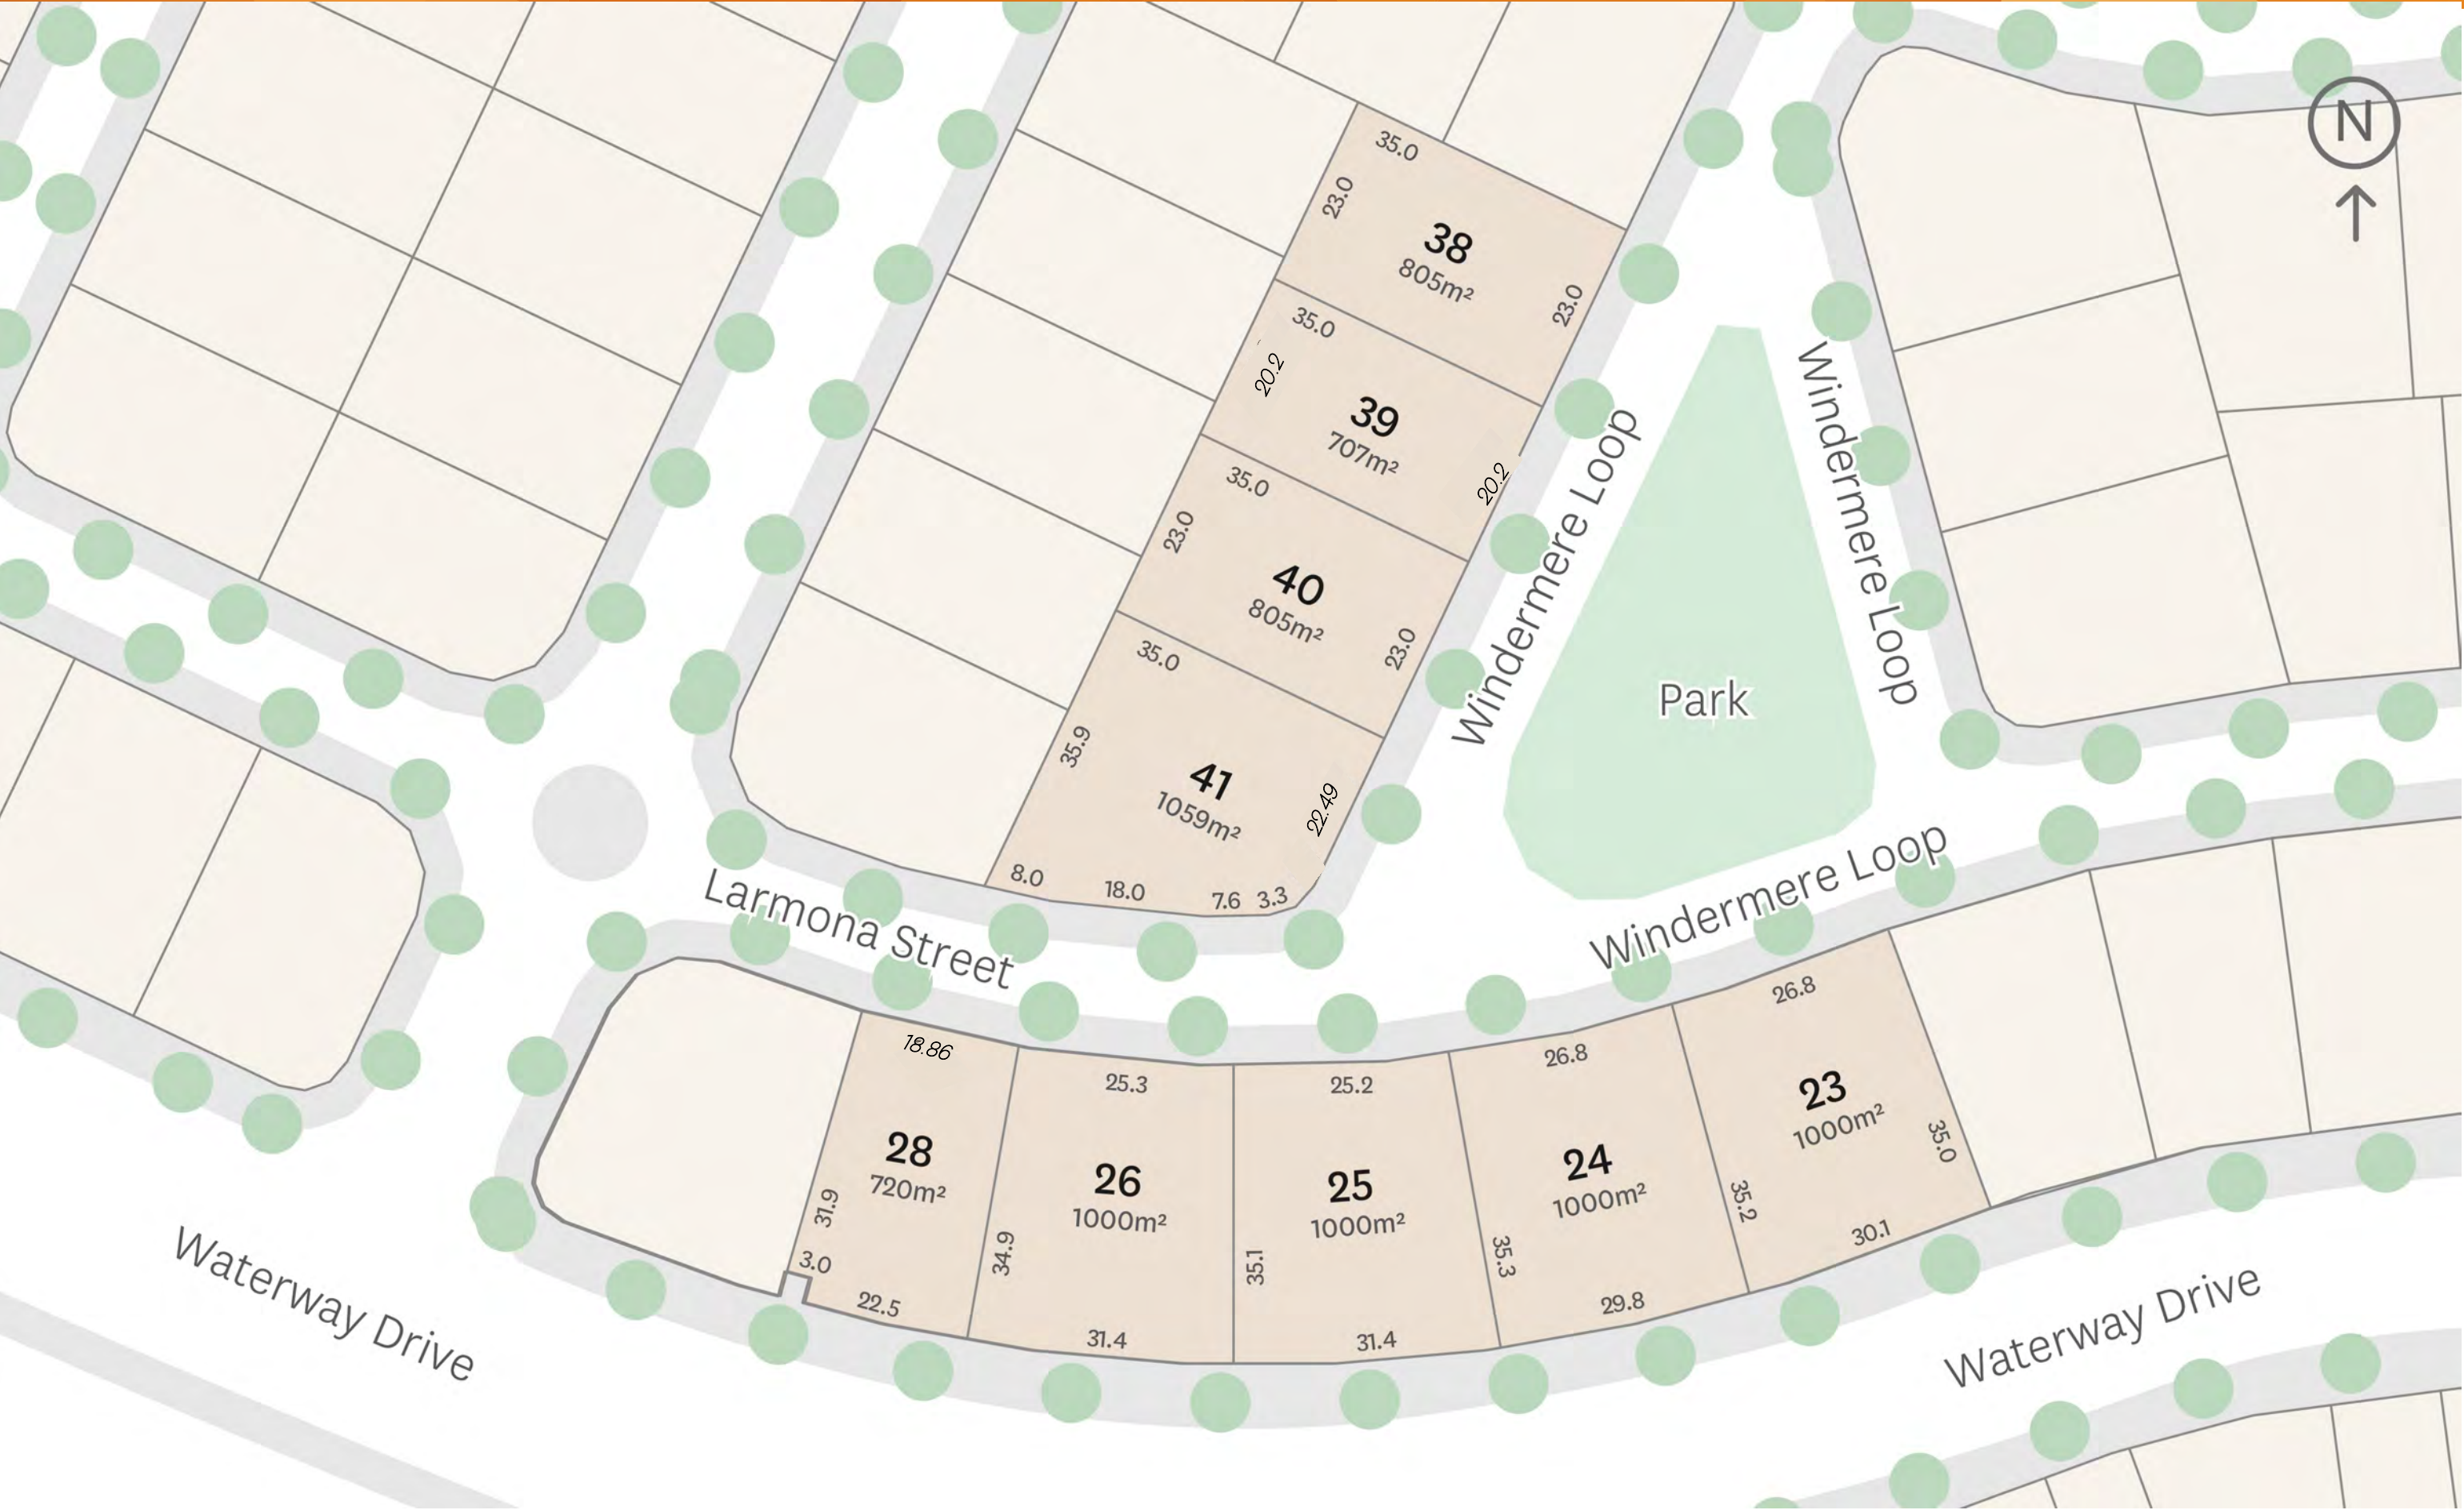 N
35.0
23.0
38
805m²
23.0
35.0
20.2
39
707m²
20.2
35.0
23.0
40
805m²
23.0
35.0
35.9
41
1059m²
22.49
8.0
18.0
7.6
3.3
Windermere Loop
Windermere Loop
Park
Windermere Loop
Larmona Street
18.86
28
720m²
31.9
3.0
22.5
34.9
25.3
26
1000m²
31.4
35.1
25.2
25
1000m²
31.4
35.3
26.8
24
1000m²
29.8
35.2
26.8
23
1000m²
35.0
30.1
Waterway Drive
Waterway Drive